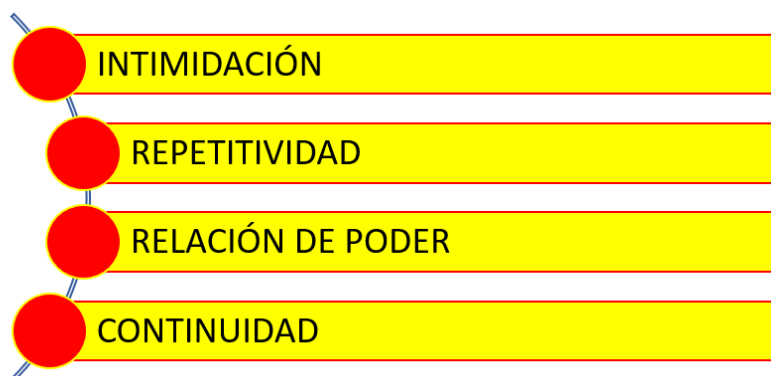 INTIMIDACIÓN
REPETITIVIDAD
RELACIÓN DE PODER
CONTINUIDAD